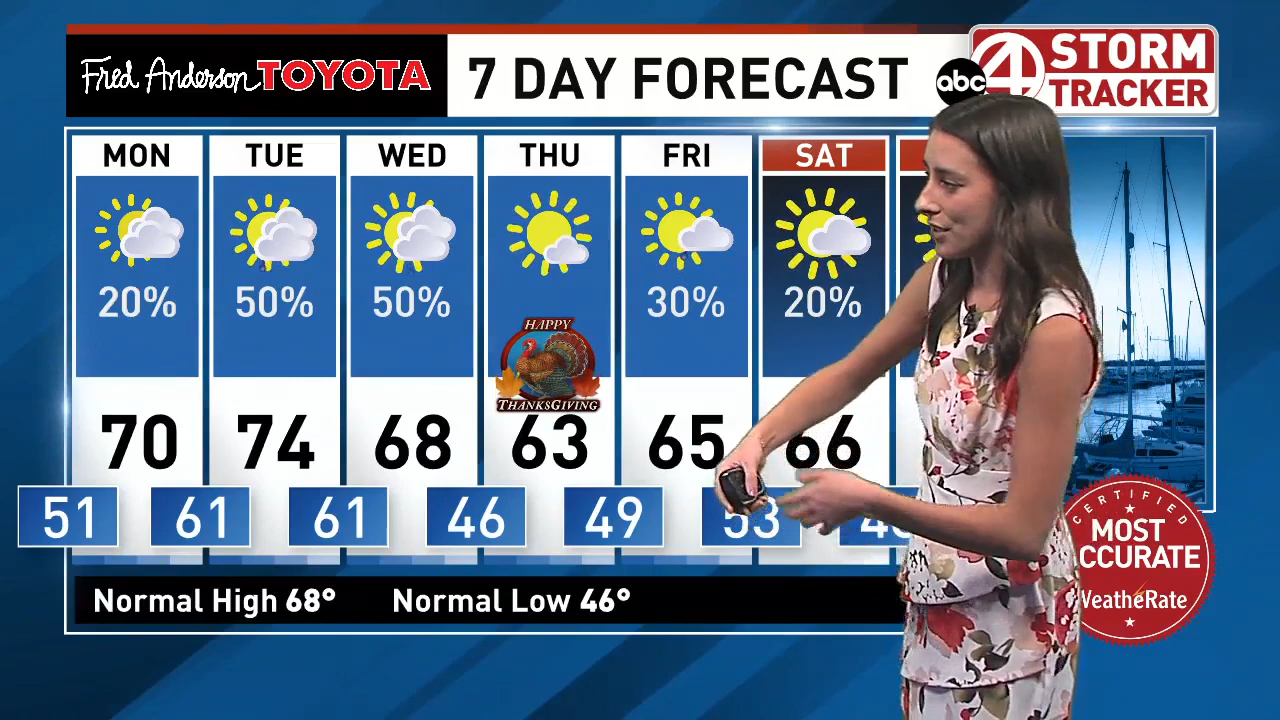 Fred Anderson TOYOTA
7 DAY FORECAST
abc 4 STORM
TRACKER
MON TUE WED THU FRI SAT
20% 50% 50% 30% 20%
HAPPY
THANKSGIVING
70 74 68 63 65 66
51 61 61 46 49 53
Normal High 68° Normal Low 46°
CERTIFIED
MOST
CCURATE
WeatheRate